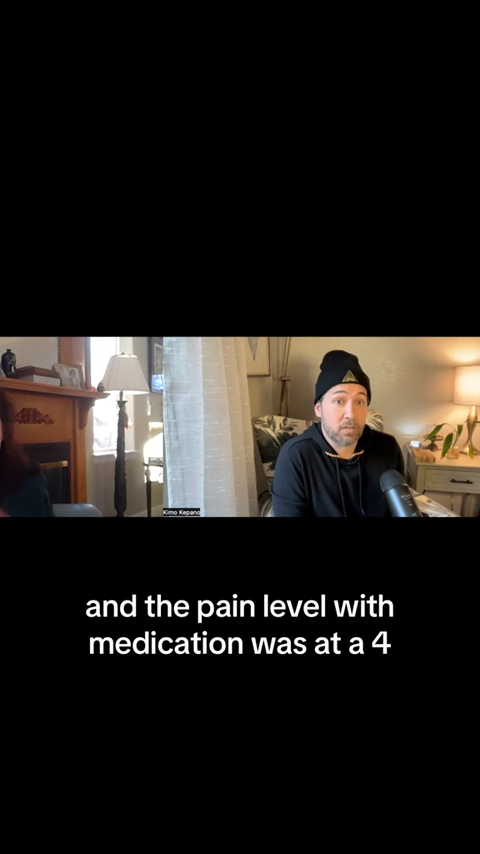 Kimo Kepano
and the pain level with
medication was at a 4